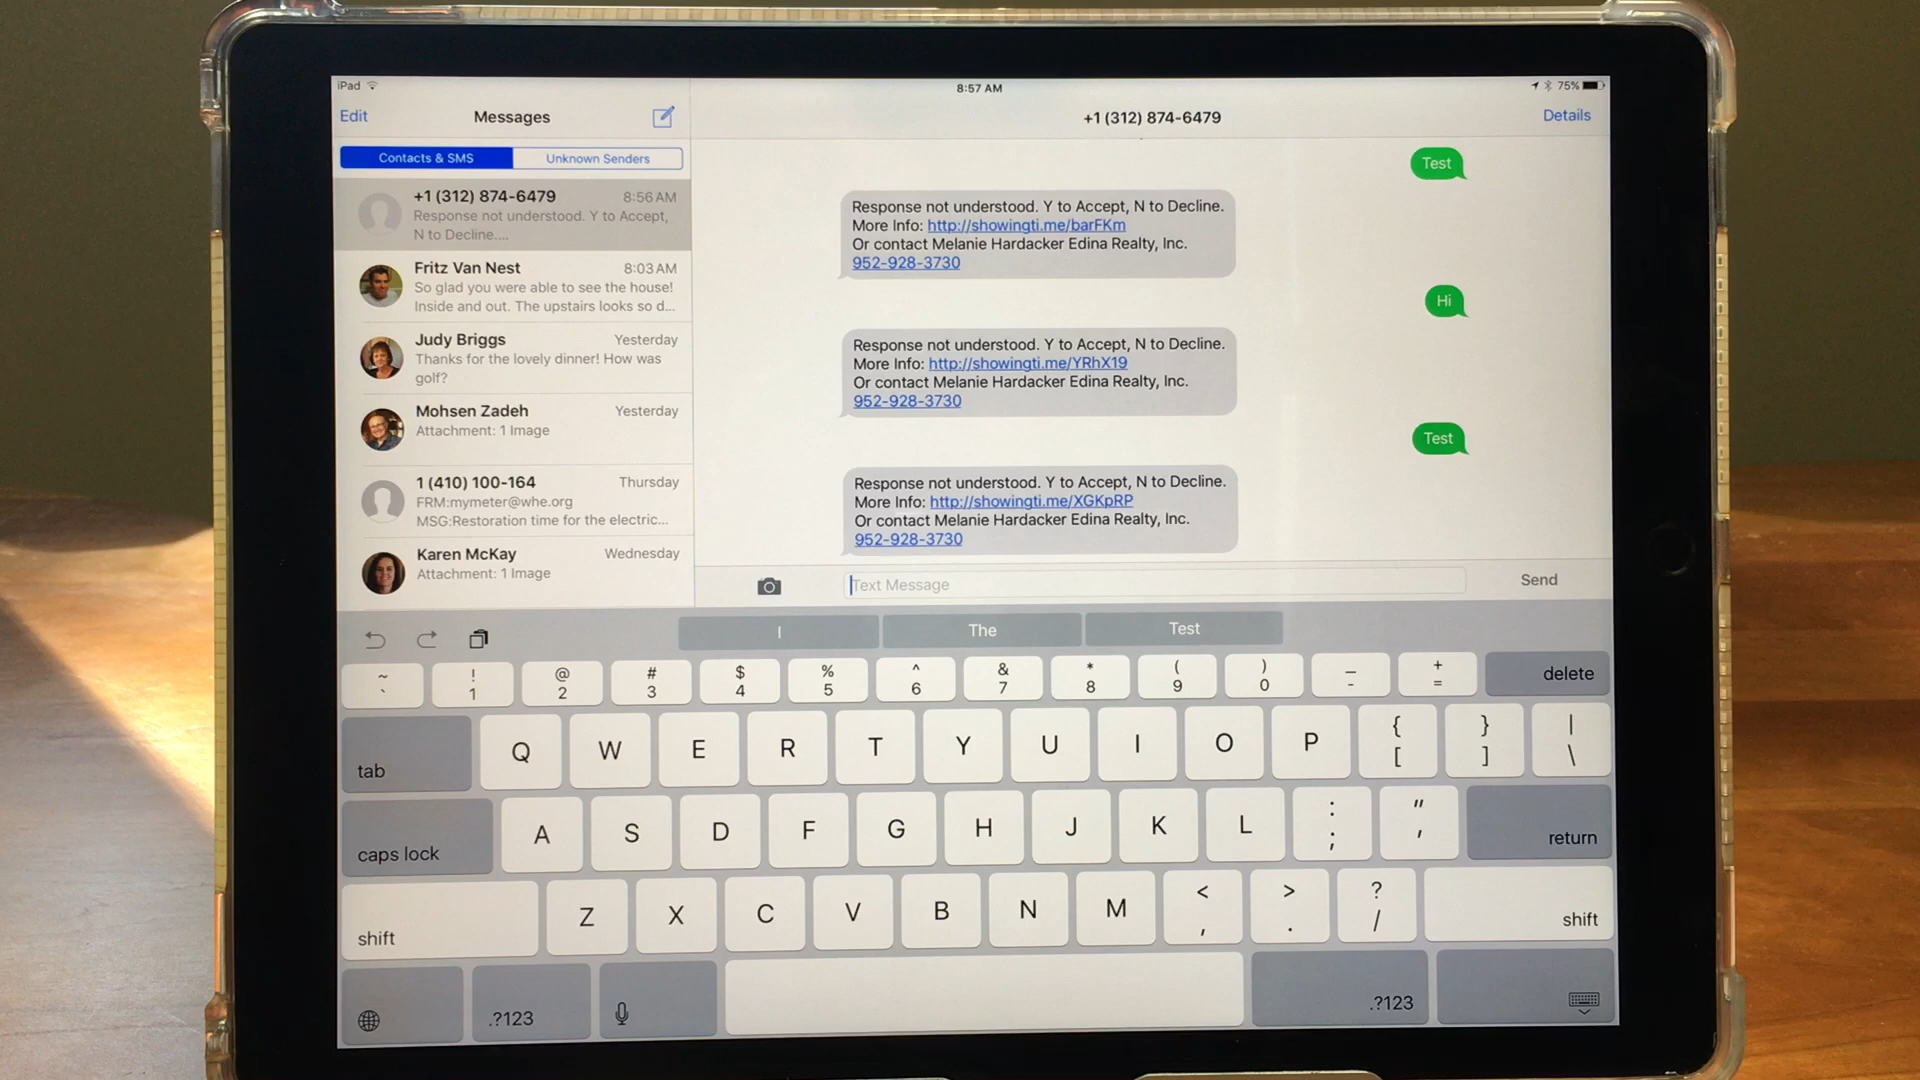 iPad
8:57 AM
75%
Edit
Messages
+1 (312) 874-6479
Details
Contacts & SMS
Unknown Senders
+1 (312) 874-6479
8:56 AM
Response not understood. Y to Accept,
N to Decline....
Fritz Van Nest
8:03 AM
So glad you were able to see the house!
Inside and out. The upstairs looks so d...
Judy Briggs
Yesterday
Thanks for the lovely dinner! How was
golf?
Mohsen Zadeh
Yesterday
Attachment: 1 Image
1 (410) 100-164
Thursday
FRM:mymeter@whe.org
MSG:Restoration time for the electric...
Karen McKay
Wednesday
Attachment: 1 Image
Test
Response not understood. Y to Accept, N to Decline.
More Info: http://showingti.me/barFKm
Or contact Melanie Hardacker Edina Realty, Inc.
952-928-3730
Hi
Response not understood. Y to Accept, N to Decline.
More Info: http://showingti.me/YRhX19
Or contact Melanie Hardacker Edina Realty, Inc.
952-928-3730
Test
Response not understood. Y to Accept, N to Decline.
More Info: http://showingti.me/XGKpRP
Or contact Melanie Hardacker Edina Realty, Inc.
952-928-3730
Text Message
Send
I The Test
~ ! @ # $ % ^ & * ( ) _ +
` 1 2 3 4 5 6 7 8 9 0 - = delete
tab Q W E R T Y U I O P { [ } ] | \
caps lock A S D F G H J K L : ; " ' return
shift Z X C V B N M < , > . ? / shift
.?123 .?123